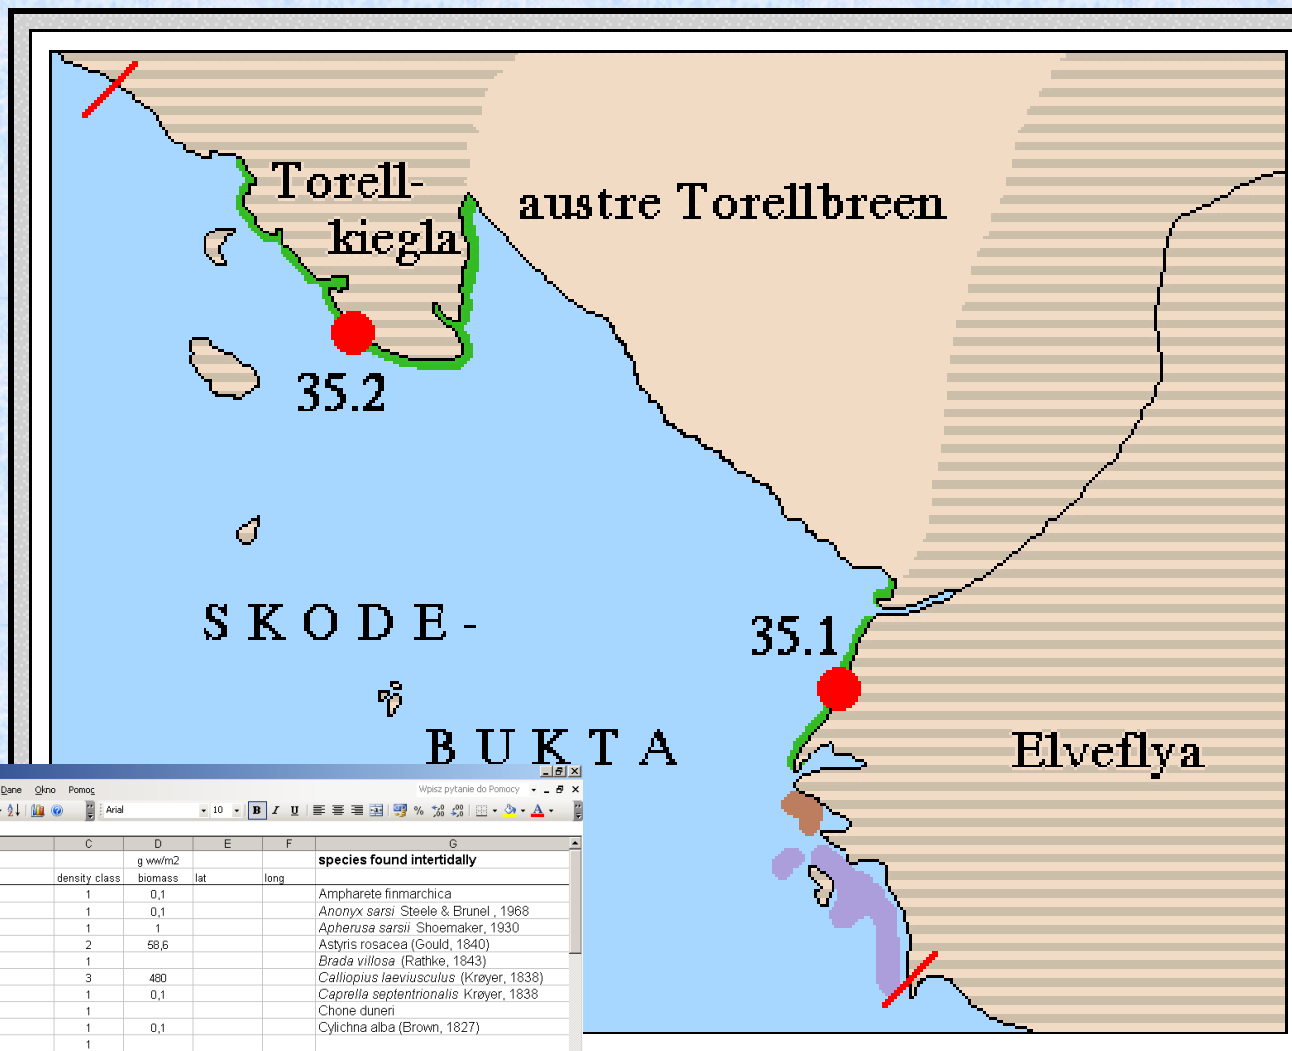 Torell-
kiegla
austre Torellbreen
35.2
SKODE-
35.1
BUKTA
Elveflya
Dane Okno Pomoc
Wpisz pytanie do Pomocy
Arial 10 B I U
C D E F G
g ww/m2 species found intertidally
density class biomass lat long
1 0,1 Ampharete finmarchica
1 0,1 Anonyx sarsi Steele & Brunel , 1968
1 1 Apherusa sarsii Shoemaker, 1930
2 58,6 Astyris rosacea (Gould, 1840)
1 Brada villosa (Rathke, 1843)
3 480 Calliopius laeviusculus (Krøyer, 1838)
1 0,1 Caprella septentrionalis Krøyer, 1838
1 Chone duneri
1 0,1 Cylichna alba (Brown, 1827)
1